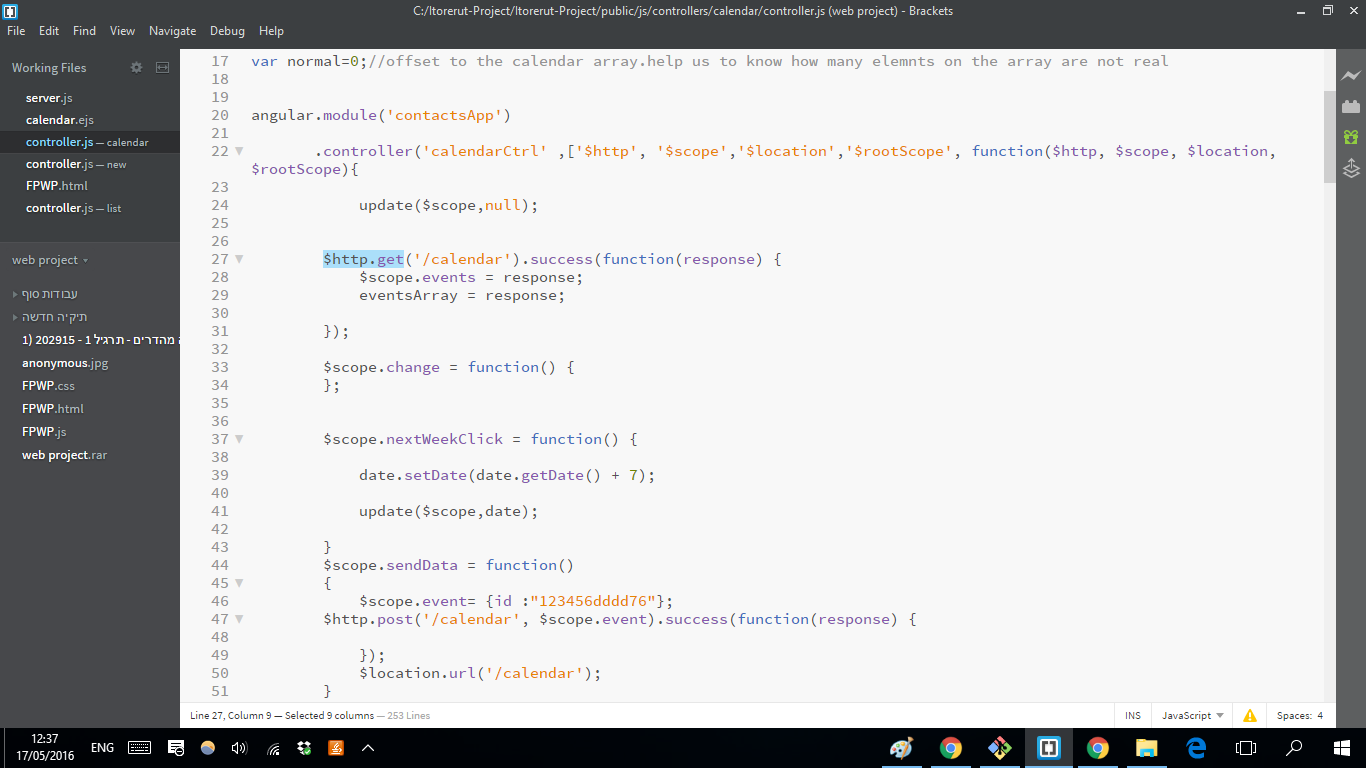 C:/Itorerut-Project/Itorerut-Project/public/js/controllers/calendar/controller.js (web project) - Brackets
File Edit Find View Navigate Debug Help
Working Files
server.js
calendar.ejs
controller.js — calendar
controller.js — new
FPWP.html
controller.js — list
web project
עבודות סוף
תיקיה חדשה
1) 202915 - מהדרים - תרגיל 1
anonymous.jpg
FPWP.css
FPWP.html
FPWP.js
web project.rar
17 var normal=0;//offset to the calendar array.help us to know how many elemnts on the array are not real
18
19
20 angular.module('contactsApp')
21
22 .controller('calendarCtrl' ,['$http', '$scope','$location','$rootScope', function($http, $scope, $location,
$rootScope){
23
24 update($scope,null);
25
26
27 $http.get('/calendar').success(function(response) {
28 $scope.events = response;
29 eventsArray = response;
30
31 });
32
33 $scope.change = function() {
34 };
35
36
37 $scope.nextWeekClick = function() {
38
39 date.setDate(date.getDate() + 7);
40
41 update($scope,date);
42
43 }
44 $scope.sendData = function()
45 {
46 $scope.event= {id :"123456dddd76"};
47 $http.post('/calendar', $scope.event).success(function(response) {
48
49 });
50 $location.url('/calendar');
51 }
Line 27, Column 9 — Selected 9 columns — 253 Lines
INS JavaScript Spaces: 4
12:37
17/05/2016
ENG